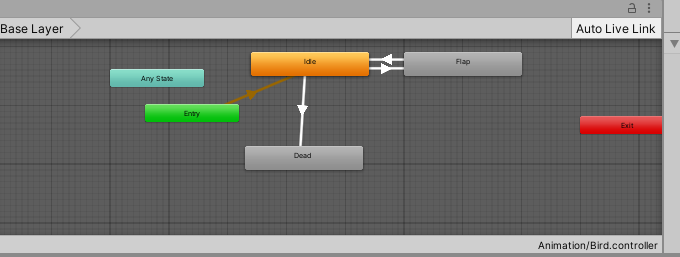 Base Layer
Auto Live Link
Idle
Flap
Any State
Entry
Exit
Dead
Animation/Bird.controller